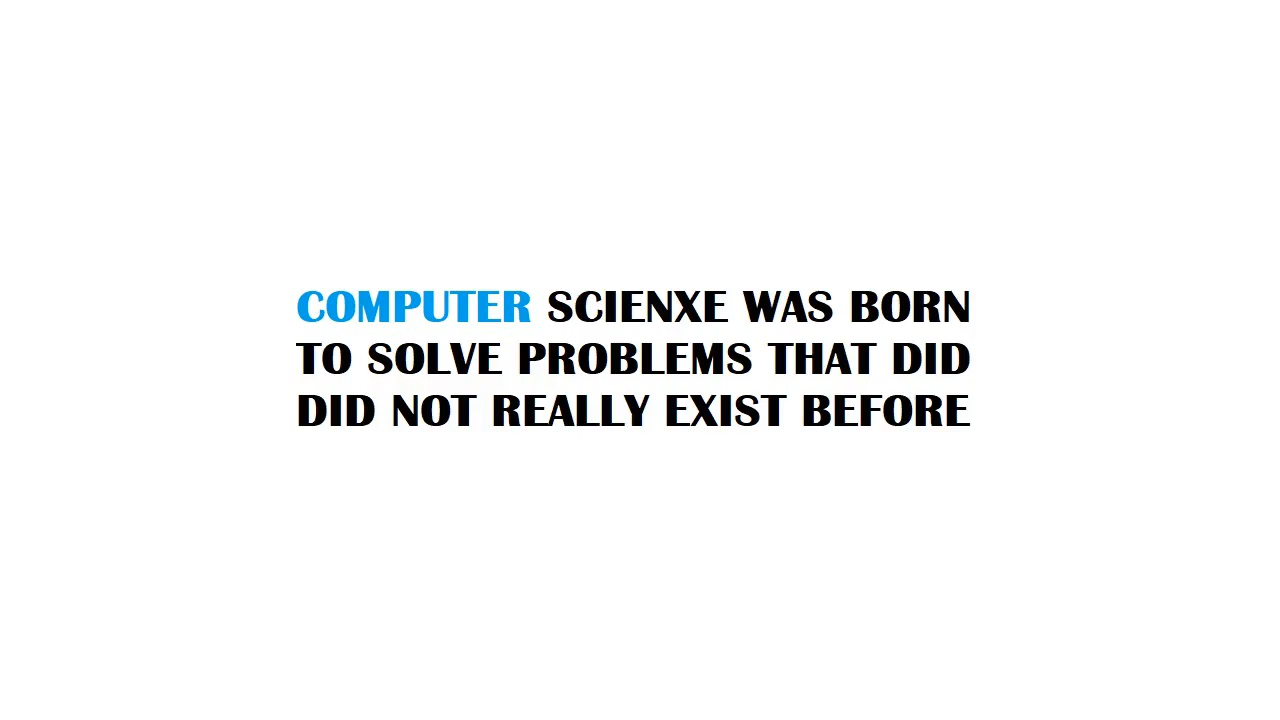 COMPUTER SCIENXE WAS BORN
TO SOLVE PROBLEMS THAT DID
DID NOT REALLY EXIST BEFORE